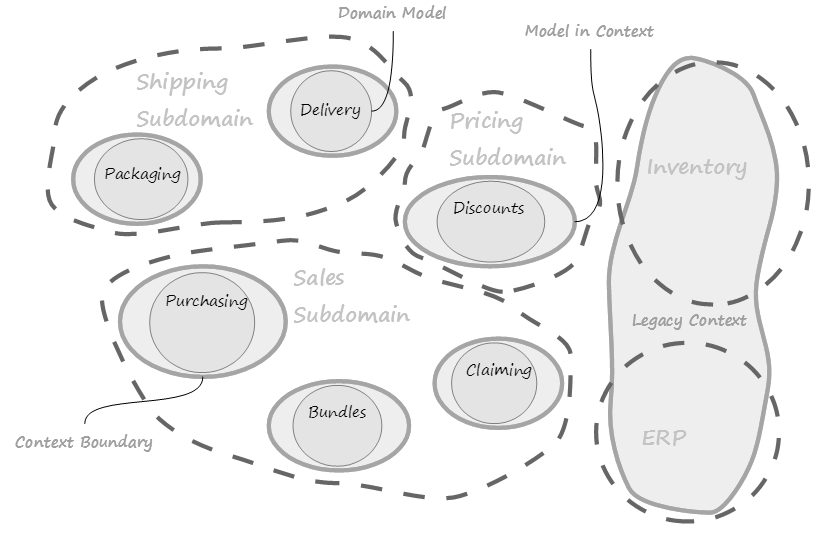 Domain Model
Model in Context
Shipping
Subdomain
Delivery
Packaging
Pricing
Subdomain
Discounts
Inventory
Sales
Subdomain
Purchasing
Legacy Context
Claiming
Bundles
Context Boundary
ERP